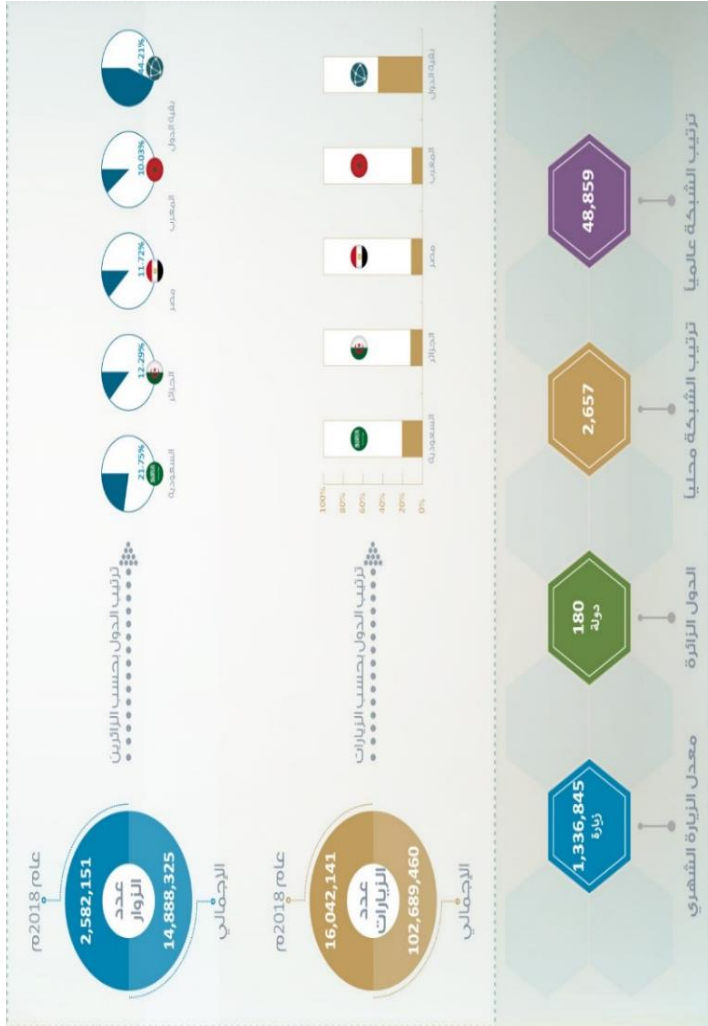 عام 2018م
2,582,151
عدد الزوار
14,888,325
الإجمالي
ترتيب الدول بحسب الزائرين
21.75%
السعودية
12.29%
الجزائر
11.72%
مصر
10.03%
المغرب
44.21%
بقية الدول
عام 2018م
16,042,141
عدد الزيارات
102,689,460
الإجمالي
ترتيب الدول بحسب الزيارات
100%
80%
60%
40%
20%
0%
السعودية
الجزائر
مصر
المغرب
بقية الدول
48,859
ترتيب الشبكة عالمياً
2,657
ترتيب الشبكة محلياً
180
دولة
الدول الزائرة
1,336,845
زيارة
معدل الزيارة الشهري